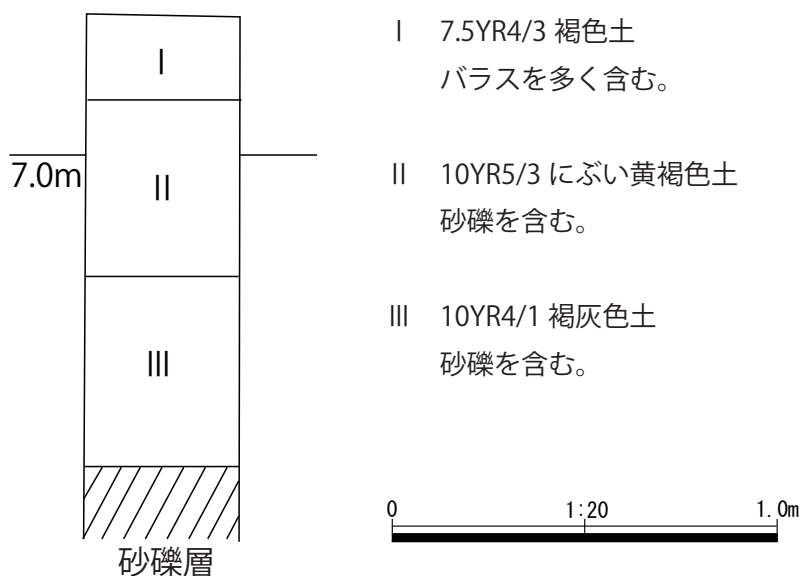 I
7.0m
II
III
砂礫層
I 7.5YR4/3 褐色土
バラスを多く含む。
II 10YR5/3 にぶい黄褐色土
砂礫を含む。
III 10YR4/1 褐灰色土
砂礫を含む。
0 1:20 1.0m